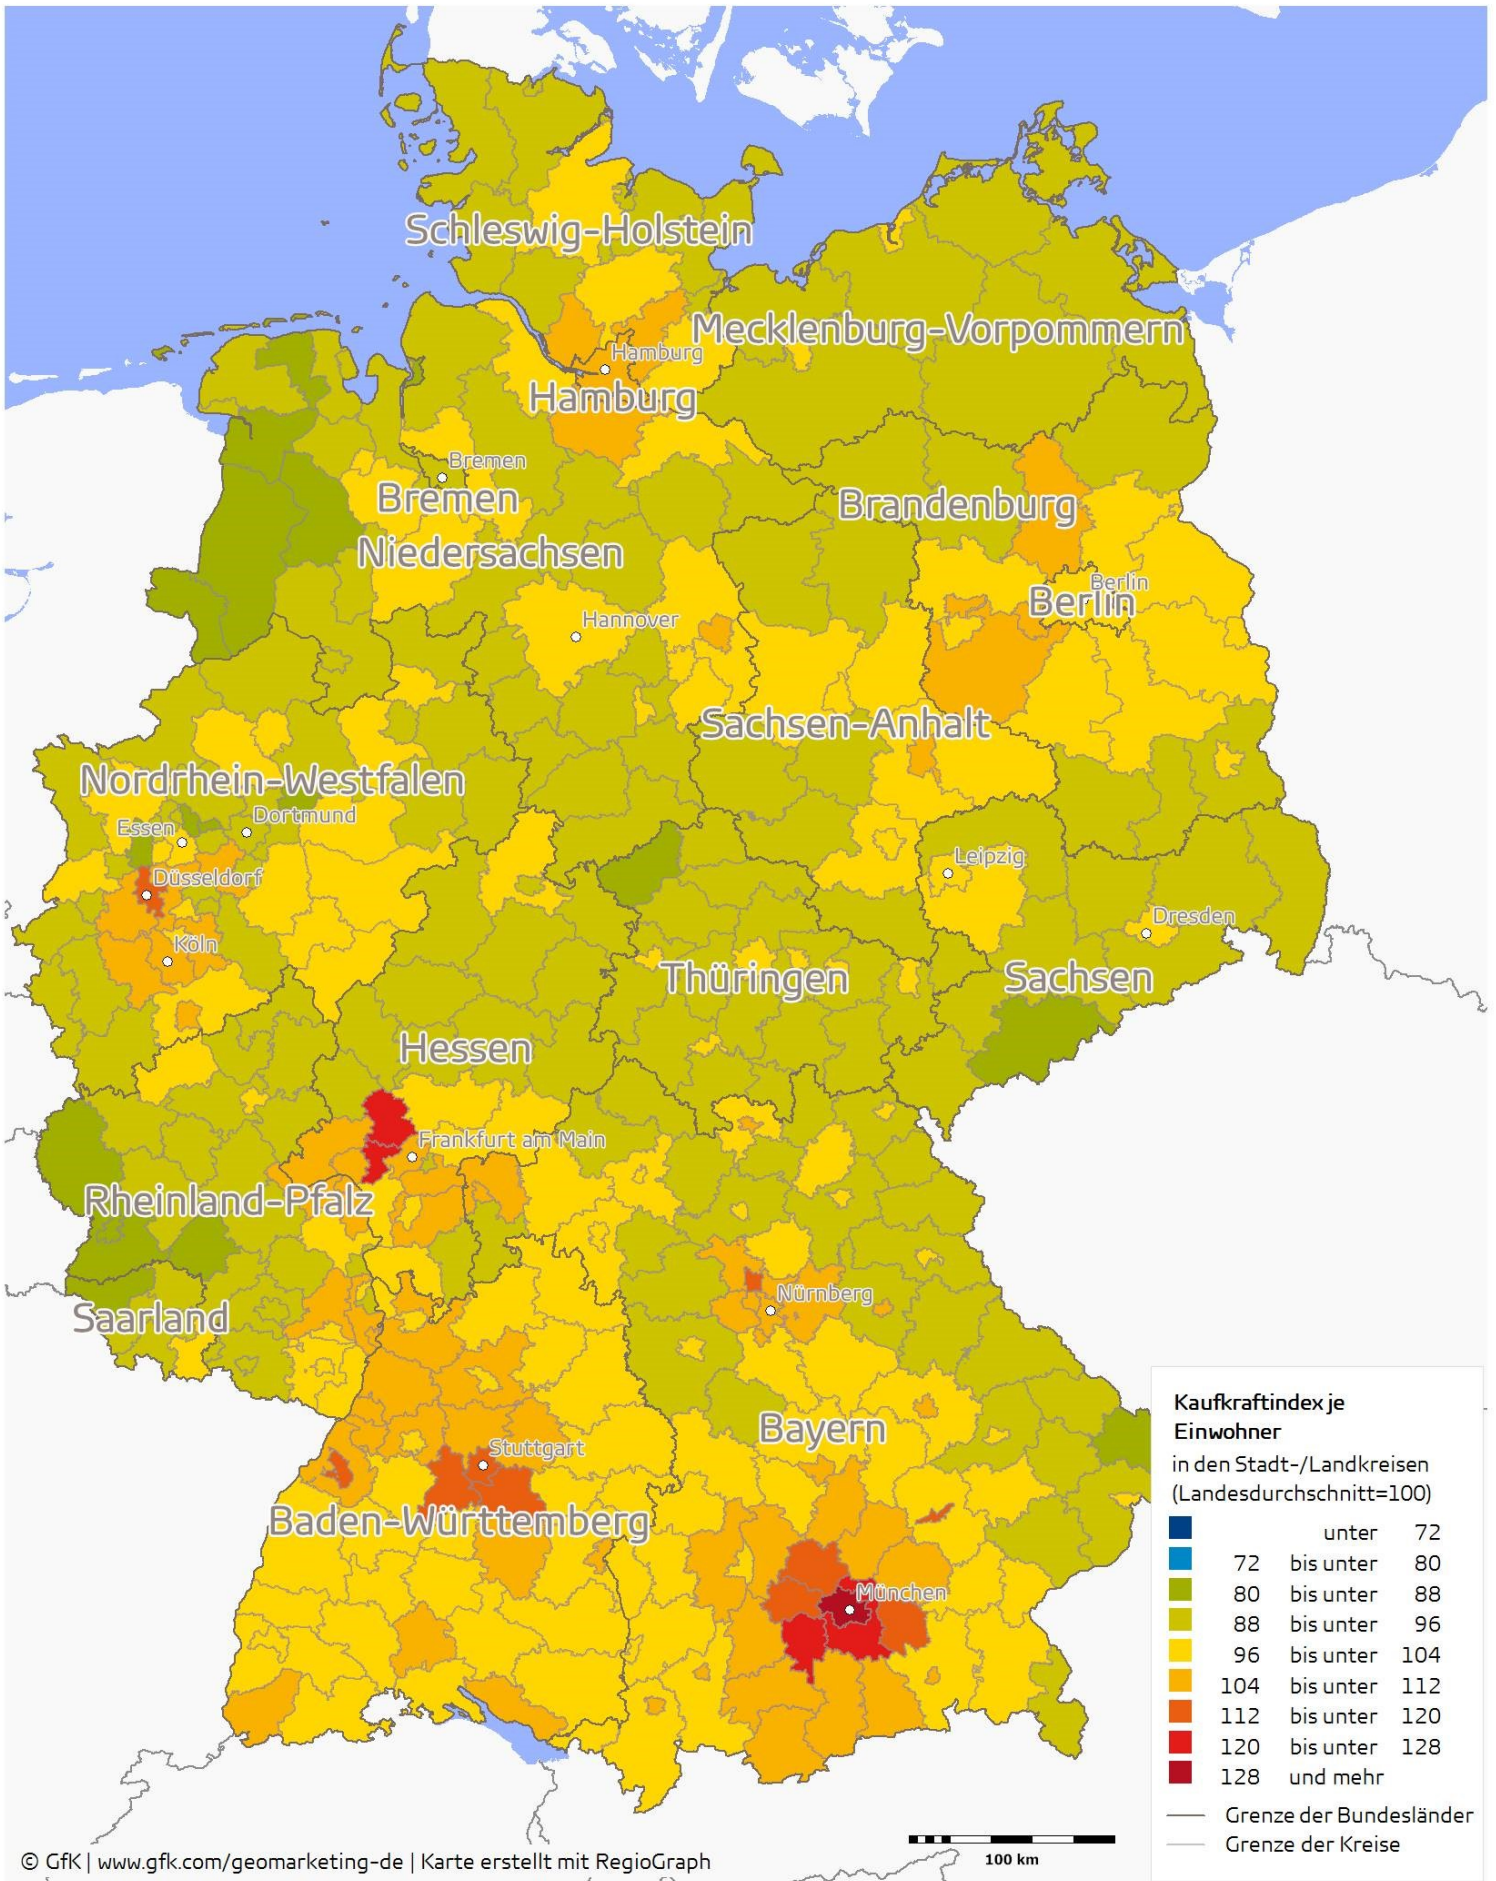 Schleswig-Holstein
Mecklenburg-Vorpommern
Hamburg
Hamburg
Bremen
Bremen
Brandenburg
Niedersachsen
Berlin
Berlin
Hannover
Sachsen-Anhalt
Nordrhein-Westfalen
Dortmund
Essen
Leipzig
Düsseldorf
Dresden
Köln
Thüringen
Sachsen
Hessen
Frankfurt am Main
Rheinland-Pfalz
Nürnberg
Saarland
Bayern
Stuttgart
Baden-Württemberg
München
Kaufkraftindex je
Einwohner
in den Stadt-/Landkreisen
(Landesdurchschnitt=100)
unter 72
72 bis unter 80
80 bis unter 88
88 bis unter 96
96 bis unter 104
104 bis unter 112
112 bis unter 120
120 bis unter 128
128 und mehr
Grenze der Bundesländer
Grenze der Kreise
100 km
© GfK | www.gfk.com/geomarketing-de | Karte erstellt mit RegioGraph